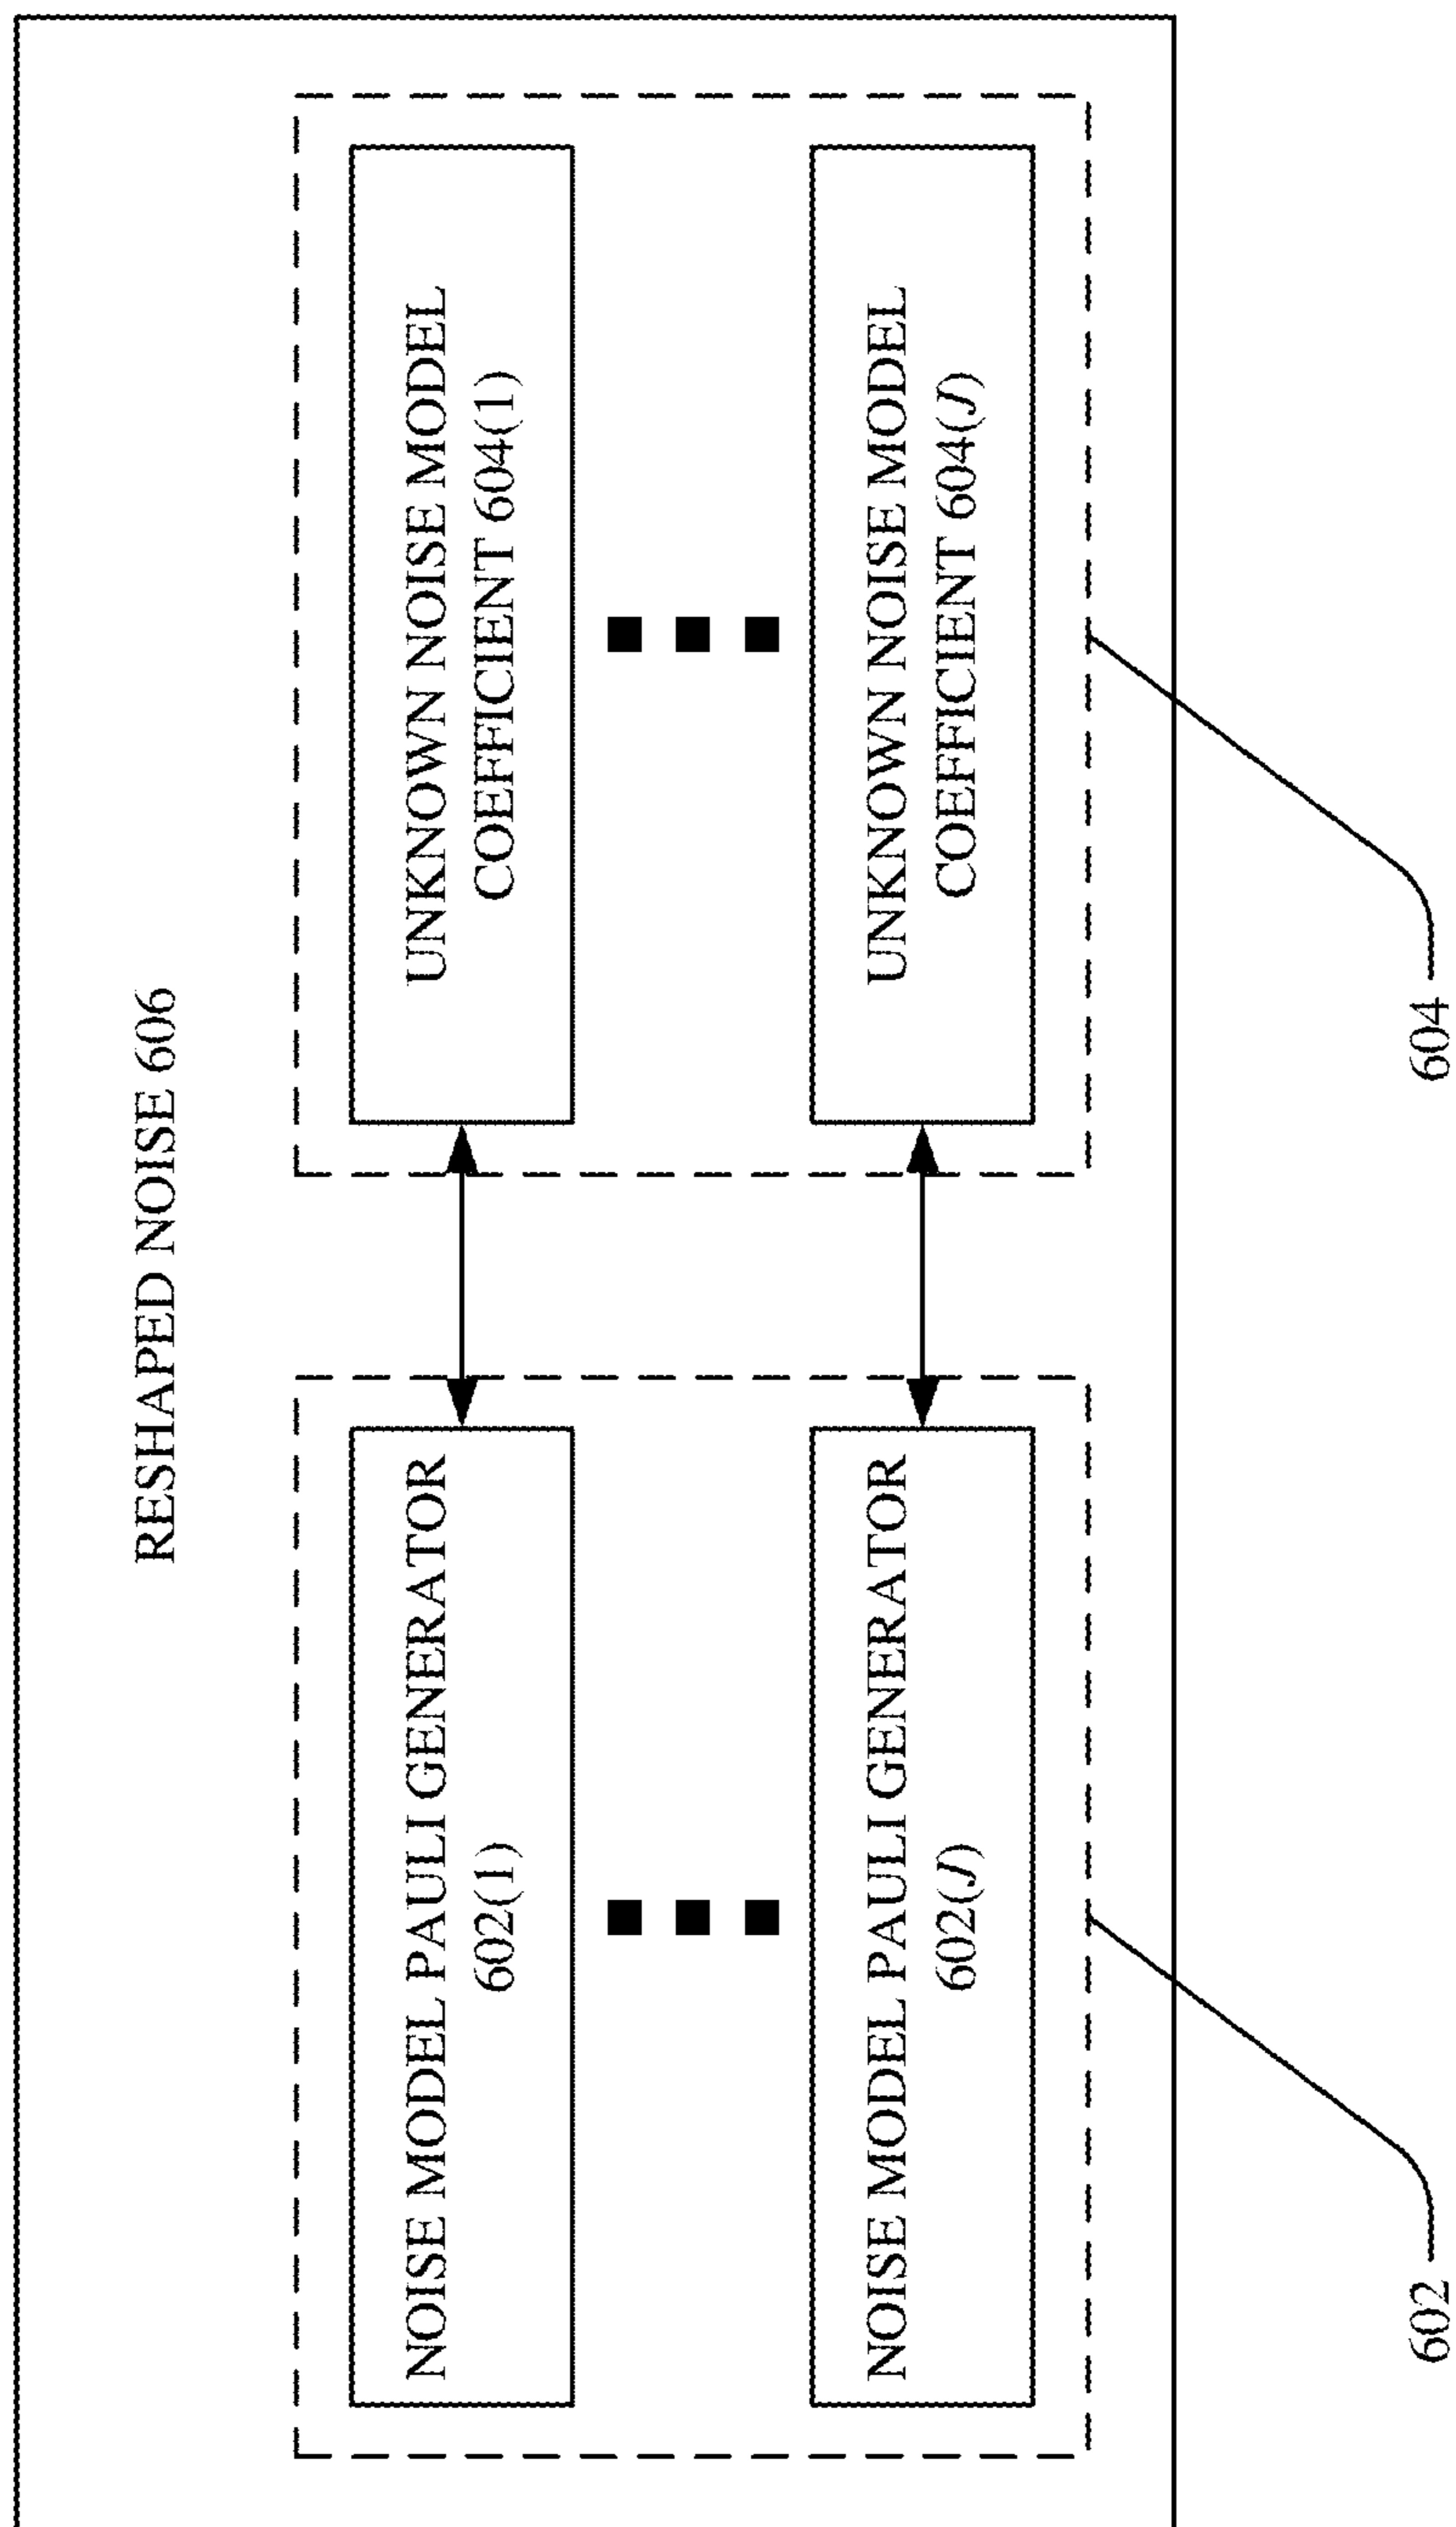 RESHAPED NOISE 606
NOISE MODEL PAULI GENERATOR
602(1)
UNKNOWN NOISE MODEL
COEFFICIENT 604(1)
NOISE MODEL PAULI GENERATOR
602(J)
UNKNOWN NOISE MODEL
COEFFICIENT 604(J)
602
604